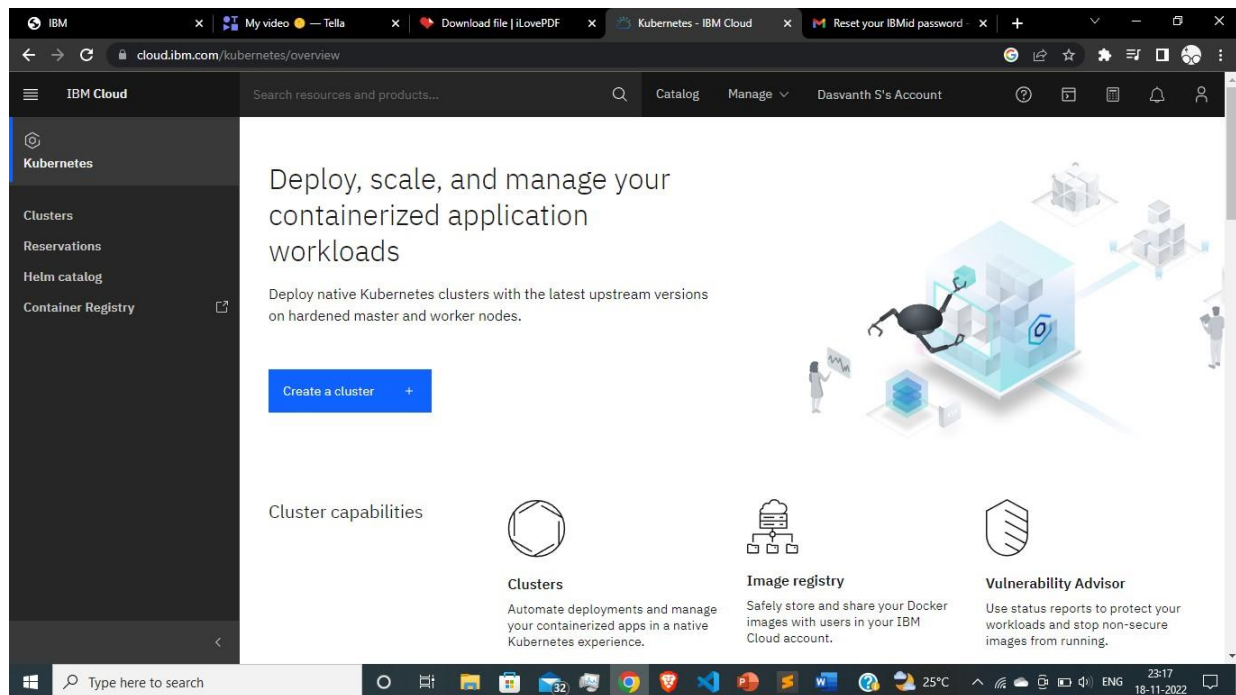 IBM
My video 🟡 — Tella
Download file | iLovePDF
Kubernetes - IBM Cloud
Reset your IBMid password -
cloud.ibm.com/kubernetes/overview
IBM Cloud
Search resources and products...
Catalog
Manage
Dasvanth S's Account
Kubernetes
Clusters
Reservations
Helm catalog
Container Registry
Deploy, scale, and manage your
containerized application
workloads
Deploy native Kubernetes clusters with the latest upstream versions
on hardened master and worker nodes.
Create a cluster +
Cluster capabilities
Clusters
Automate deployments and manage
your containerized apps in a native
Kubernetes experience.
Image registry
Safely store and share your Docker
images with users in your IBM
Cloud account.
Vulnerability Advisor
Use status reports to protect your
workloads and stop non-secure
images from running.
Type here to search
32
25°C
ENG
23:17
18-11-2022